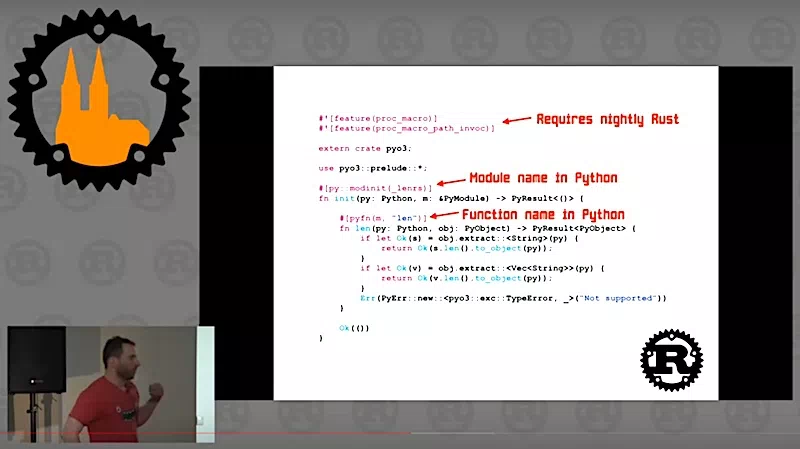 #![feature(proc_macro)]
#![feature(proc_macro_path_invoc)]
Requires nightly Rust
extern crate pyo3;
use pyo3::prelude::*;
Module name in Python
#[py::modinit(_lenrs)]
fn init(py: Python, m: &PyModule) -> PyResult<()> {
Function name in Python
#[pyfn(m, "len")]
fn len(py: Python, obj: PyObject) -> PyResult<PyObject> {
if let Ok(s) = obj.extract::<String>(py) {
return Ok(s.len().to_object(py));
}
if let Ok(v) = obj.extract::<Vec<String>>(py) {
return Ok(v.len().to_object(py));
}
Err(PyErr::new::<pyo3::exc::TypeError, _>("Not supported"))
}
Ok(())
}
R